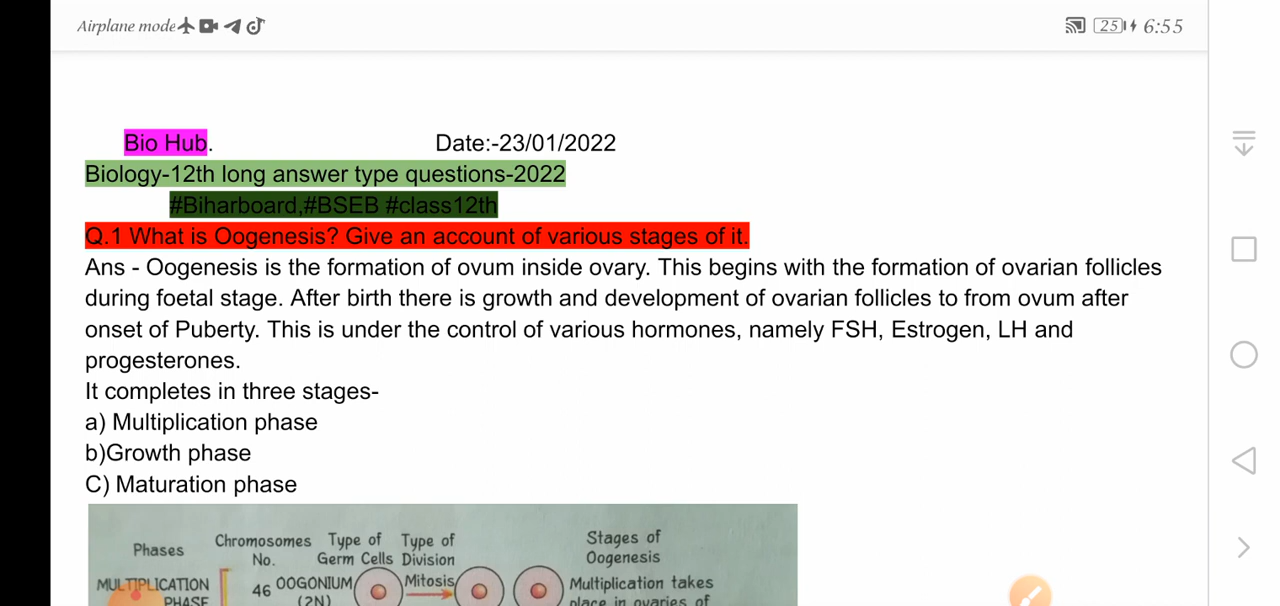 Airplane mode 25 6:55
Bio Hub. Date:-23/01/2022
Biology-12th long answer type questions-2022
#Biharboard,#BSEB #class12th
Q.1 What is Oogenesis? Give an account of various stages of it.
Ans - Oogenesis is the formation of ovum inside ovary. This begins with the formation of ovarian follicles
during foetal stage. After birth there is growth and development of ovarian follicles to from ovum after
onset of Puberty. This is under the control of various hormones, namely FSH, Estrogen, LH and
progesterones.
It completes in three stages-
a) Multiplication phase
b)Growth phase
C) Maturation phase
Phases Chromosomes No. Type of Germ Cells Type of Division Stages of Oogenesis
MULTIPLICATION 46 OOGONIUM Mitosis Multiplication takes
PHASE (2N) place in ovaries of